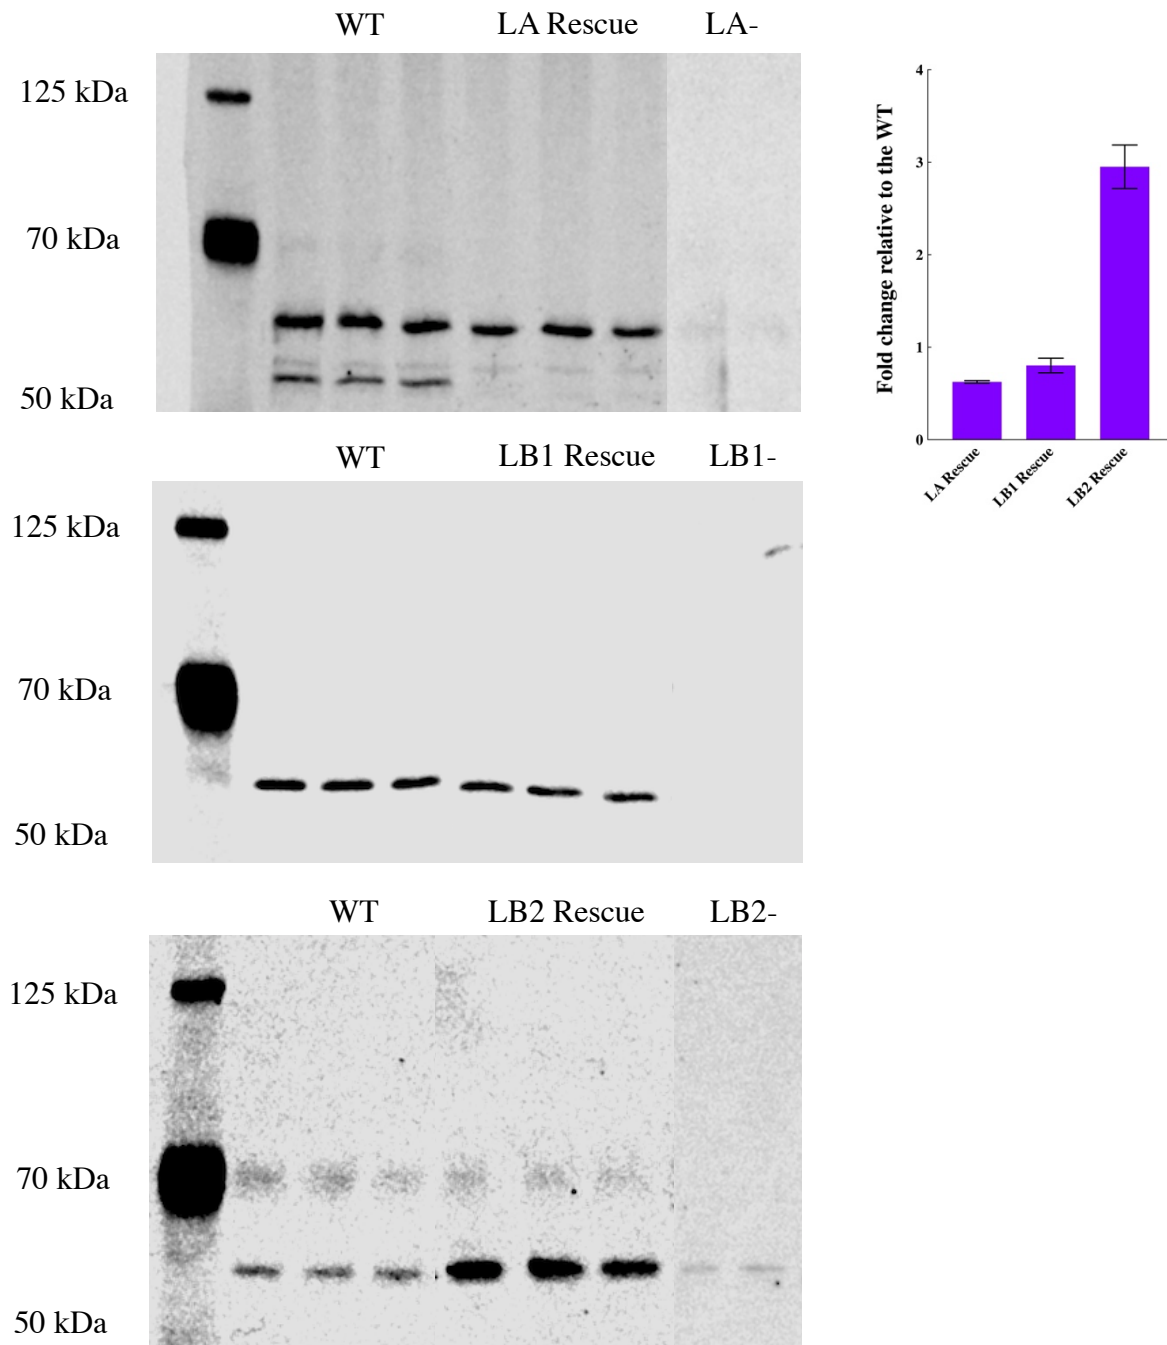 WT LA Rescue LA-
125 kDa
70 kDa
50 kDa
WT LB1 Rescue LB1-
125 kDa
70 kDa
50 kDa
WT LB2 Rescue LB2-
125 kDa
70 kDa
50 kDa
Fold change relative to the WT
4
3
2
1
0
LA Rescue
LB1 Rescue
LB2 Rescue